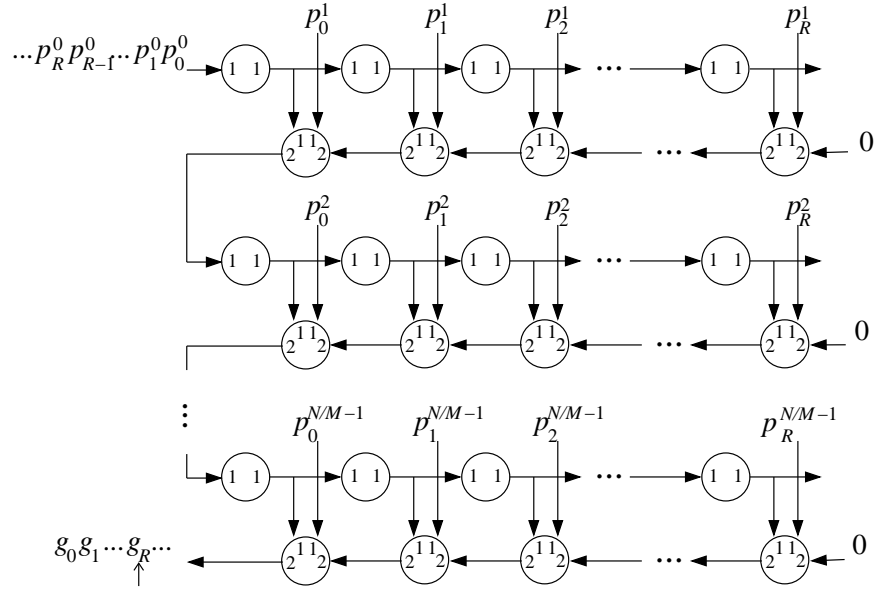 p_0^1 p_1^1 p_2^1 p_R^1
...p_R^0 p_{R-1}^0 ... p_1^0 p_0^0
1 1 1 1 1 1 ... 1 1
2 1 1 2 2 1 1 2 2 1 1 2 ... 2 1 1 2 0
p_0^2 p_1^2 p_2^2 p_R^2
1 1 1 1 1 1 ... 1 1
2 1 1 2 2 1 1 2 2 1 1 2 ... 2 1 1 2 0
⋮
p_0^{N/M-1} p_1^{N/M-1} p_2^{N/M-1} p_R^{N/M-1}
1 1 1 1 1 1 ... 1 1
g_0 g_1 ... g_R ... 2 1 1 2 2 1 1 2 2 1 1 2 ... 2 1 1 2 0